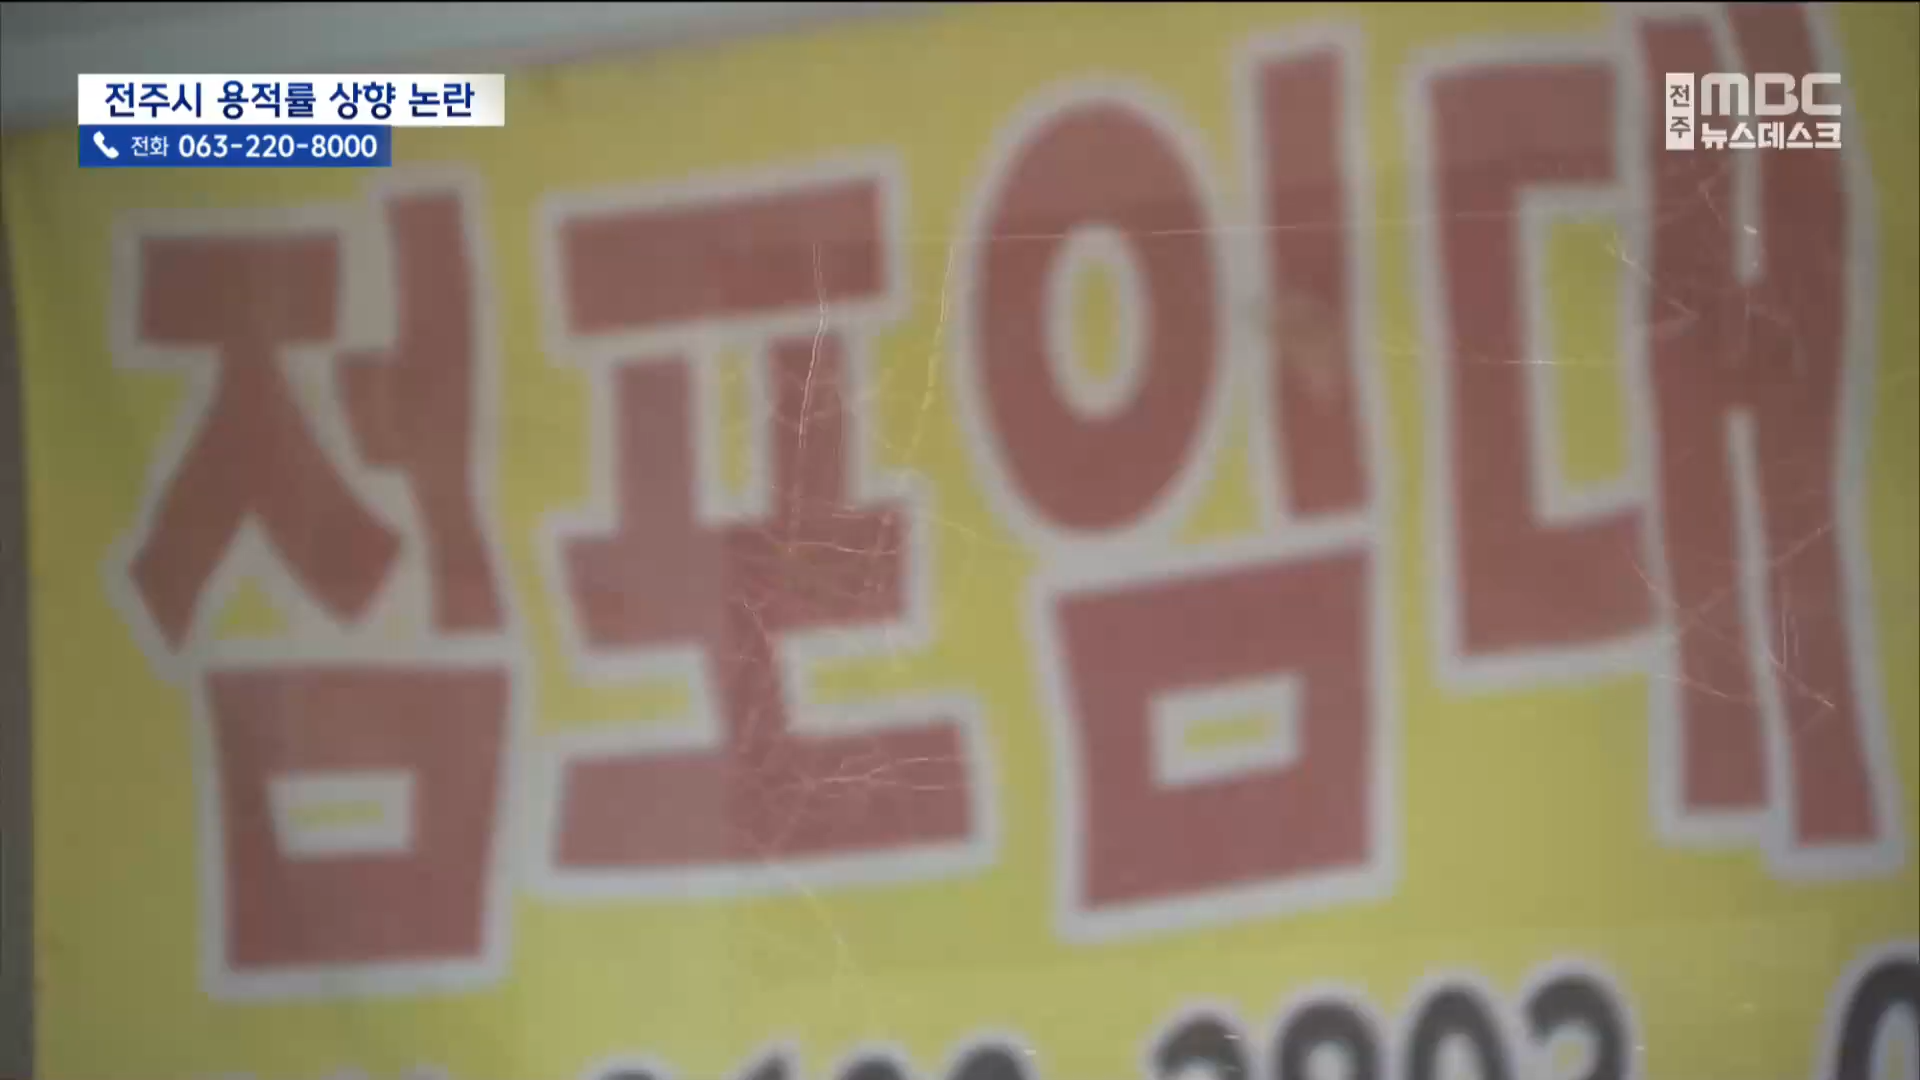 전주시 용적률 상향 논란
전화 063-220-8000
전주 MBC
뉴스데스크
점포임대